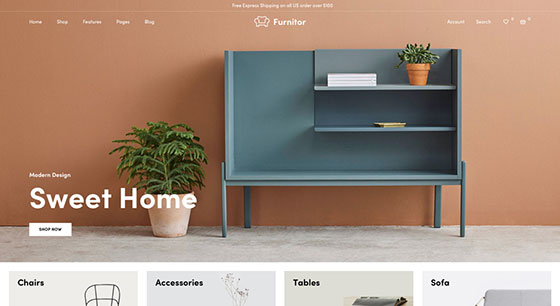 Free Express Shipping on all US order over $100
Home Shop Features Pages Blog
Furnitor
Account Search 0 0
Modern Design
Sweet Home
SHOP NOW
Chairs Accessories Tables Sofa